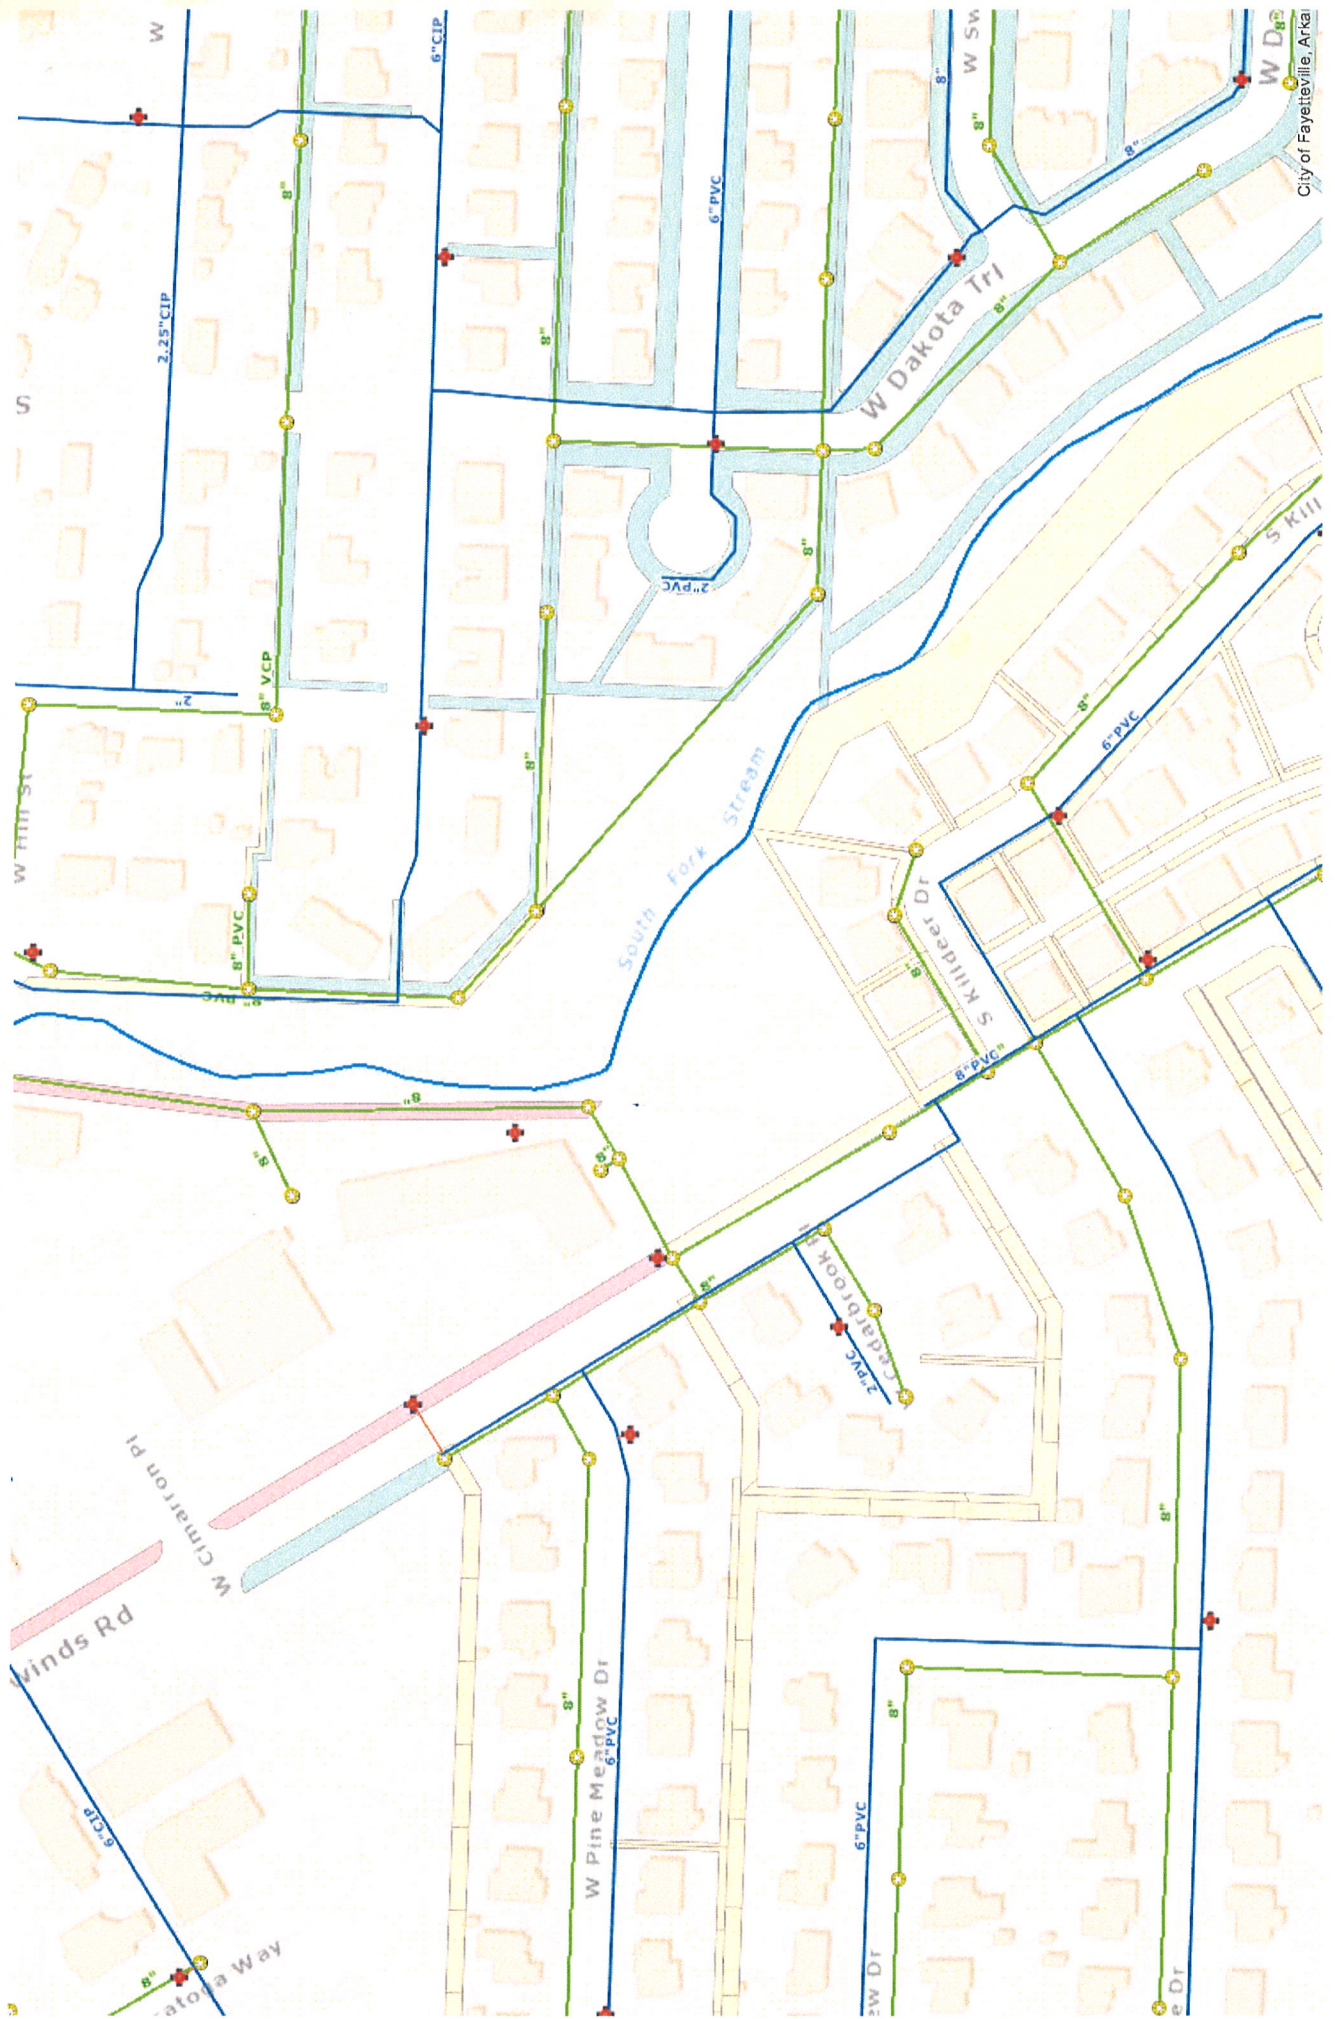 W
6"CIP
8"
W Sw
W Da
8"
City of Fayetteville, Arka
8"
8"
8"
6"PVC
2.25"CIP
8"
8"
W Dakota Trl
S
8"
2"PVC
S Kill
8" VCP
2"
8"
8"
6"PVC
W Hill St
South Fork Stream
8" PVC
8"
S Killdeer Dr
8"PVC
8"
8"
8"
8"
Cedarbrook Pl
2"PVC
W Cimarron Pl
Winds Rd
8"
8"
W Pine Meadow Dr
6"PVC
8"
6"PVC
6"CIP
8"
atoga Way
ew Dr
e Dr